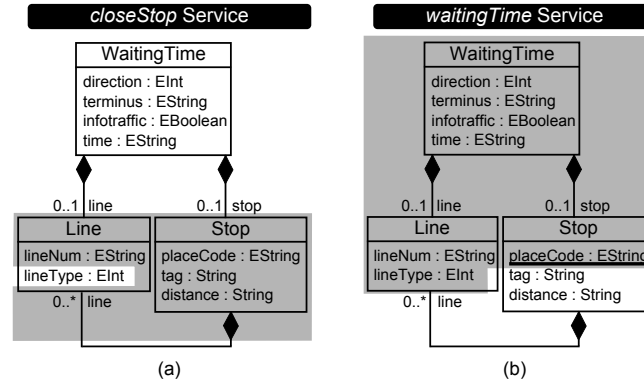 closeStop Service
WaitingTime
direction : EInt
terminus : EString
infotraffic : EBoolean
time : EString
0..1 line
0..1 stop
Line
lineNum : EString
lineType : EInt
Stop
placeCode : EString
tag : String
distance : String
0..* line
(a)
waitingTime Service
WaitingTime
direction : EInt
terminus : EString
infotraffic : EBoolean
time : EString
0..1 line
0..1 stop
Line
lineNum : EString
lineType : EInt
Stop
placeCode : EString
tag : String
distance : String
0..* line
(b)